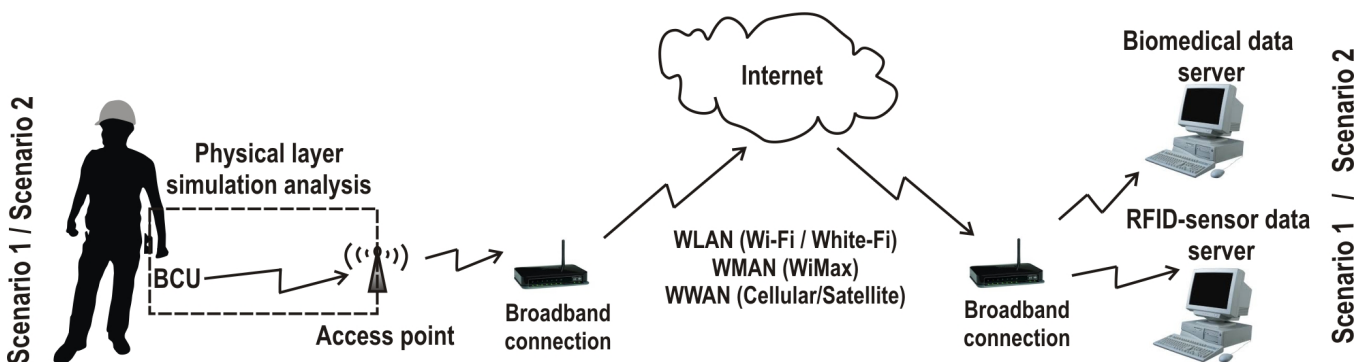 Scenario 1 / Scenario 2
Physical layer
simulation analysis
BCU
Access point
Broadband
connection
Internet
WLAN (Wi-Fi / White-Fi)
WMAN (WiMax)
WWAN (Cellular/Satellite)
Broadband
connection
Biomedical data
server
RFID-sensor data
server
Scenario 1 / Scenario 2